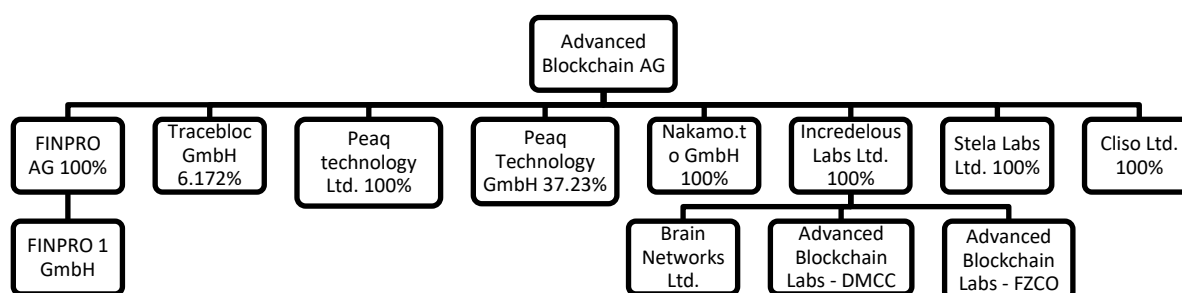 Advanced
Blockchain AG
FINPRO
AG 100%
Tracebloc
GmbH
6.172%
Peaq
technology
Ltd. 100%
Peaq
Technology
GmbH 37.23%
Nakamo.t
o GmbH
100%
Incredelous
Labs Ltd.
100%
Stela Labs
Ltd. 100%
Cliso Ltd.
100%
FINPRO 1
GmbH
Brain
Networks
Ltd.
Advanced
Blockchain
Labs - DMCC
Advanced
Blockchain
Labs - FZCO